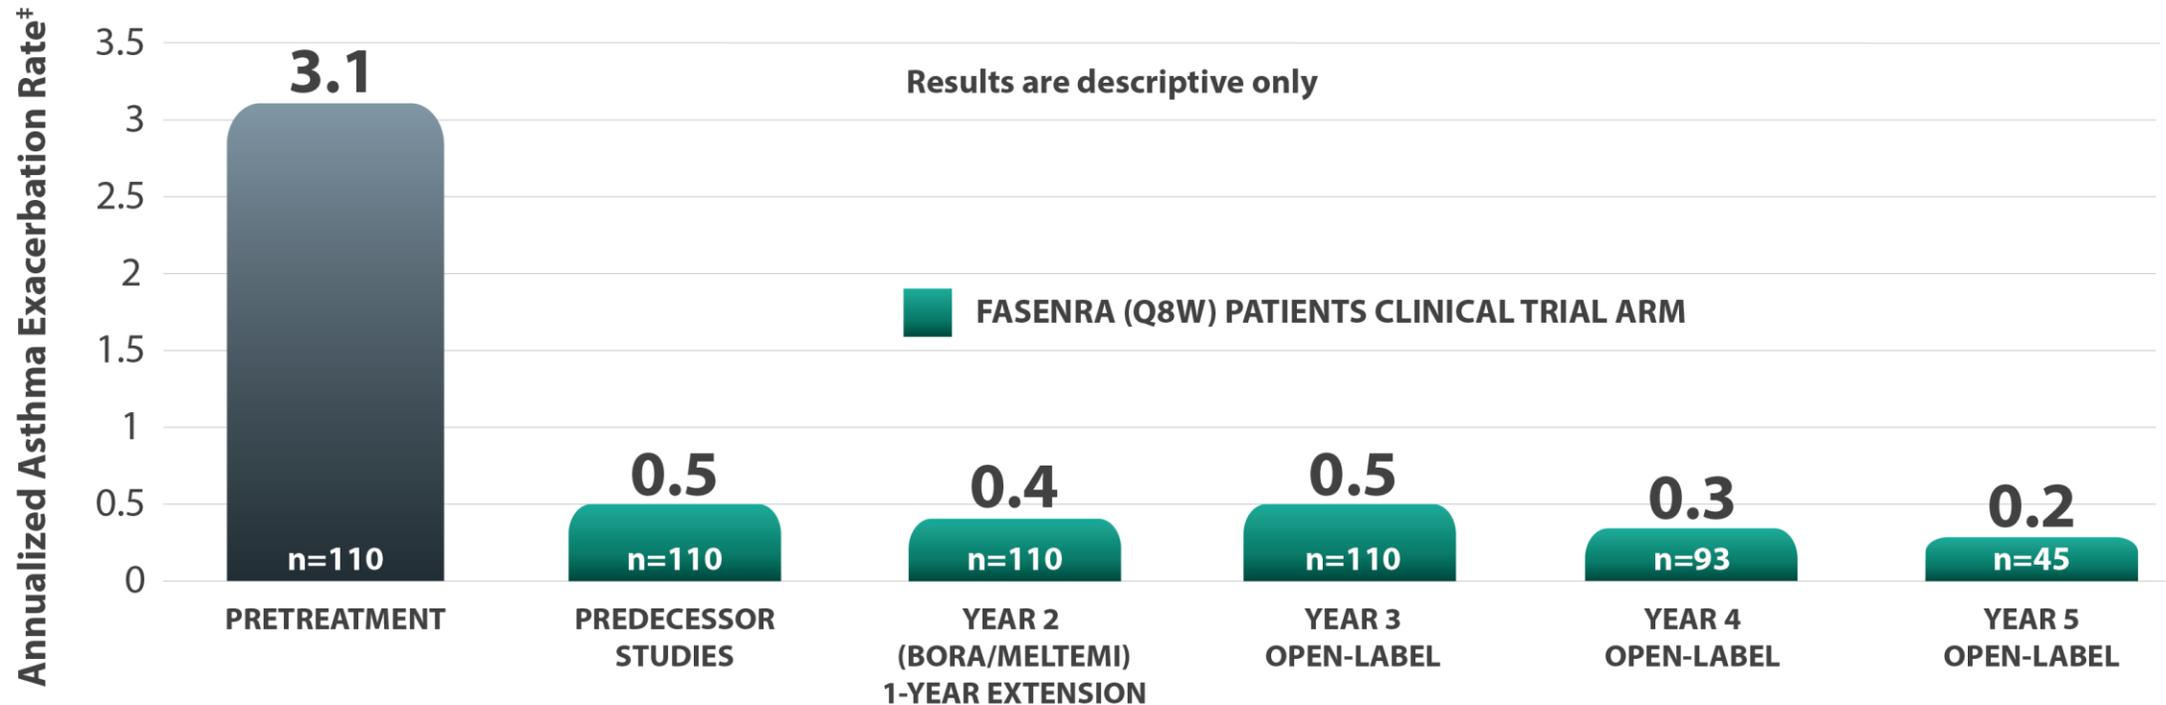 Annualized Asthma Exacerbation Rate‡
3.5
3
2.5
2
1.5
1
0.5
0
Results are descriptive only
FASENRA (Q8W) PATIENTS CLINICAL TRIAL ARM
3.1
0.5
0.4
0.5
0.3
0.2
n=110
n=110
n=110
n=110
n=93
n=45
PRETREATMENT
PREDECESSOR
STUDIES
YEAR 2
(BORA/MELTEMI)
1-YEAR EXTENSION
YEAR 3
OPEN-LABEL
YEAR 4
OPEN-LABEL
YEAR 5
OPEN-LABEL